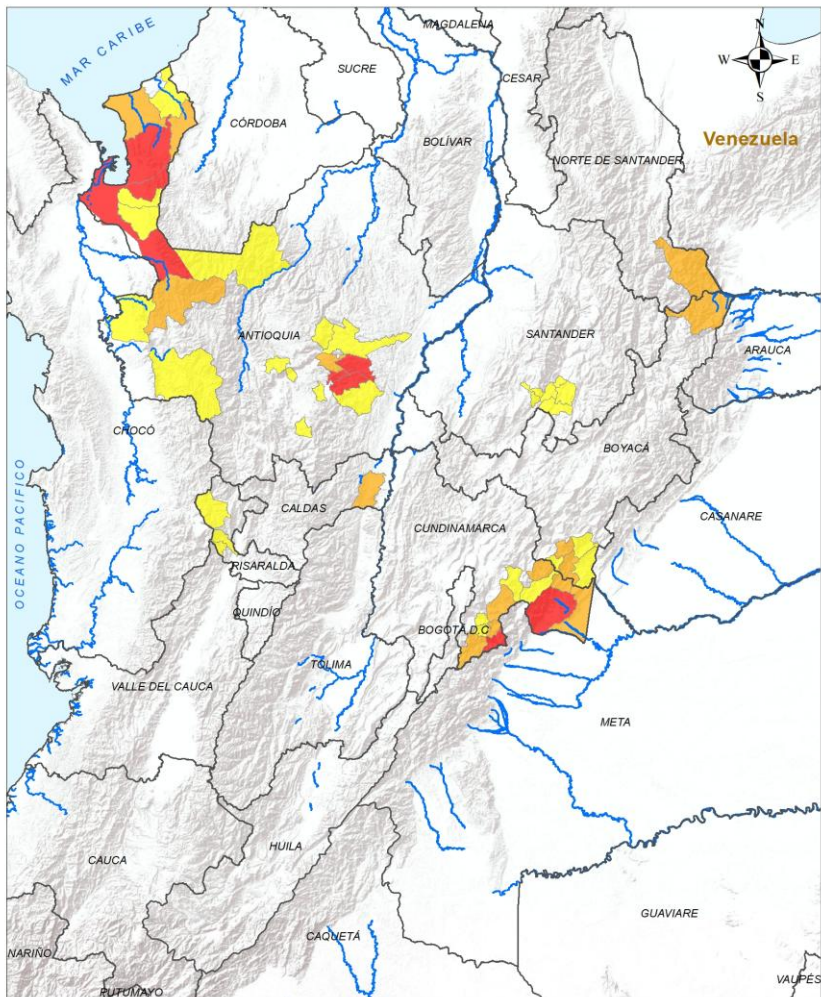 MAGDALENA
MAR CARIBE
N
W E
S
SUCRE
CESAR
CÓRDOBA
BOLÍVAR
Venezuela
NORTE DE SANTANDER
ANTIOQUIA
SANTANDER
ARAUCA
CHOCÓ
BOYACÁ
OCEANO PACIFICO
CALDAS
CUNDINAMARCA
CASANARE
RISARALDA
QUINDÍO
BOGOTÁ, D.C
TOLIMA
VALLE DEL CAUCA
META
HUILA
CAUCA
GUAVIARE
CAQUETÁ
NARIÑO
PUTUMAYO
VAUPÉS